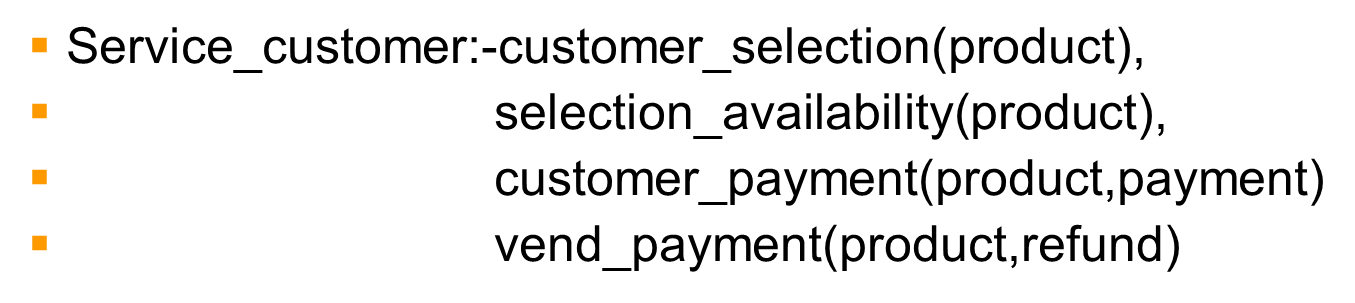 Service_customer:-customer_selection(product),
selection_availability(product),
customer_payment(product,payment)
vend_payment(product,refund)